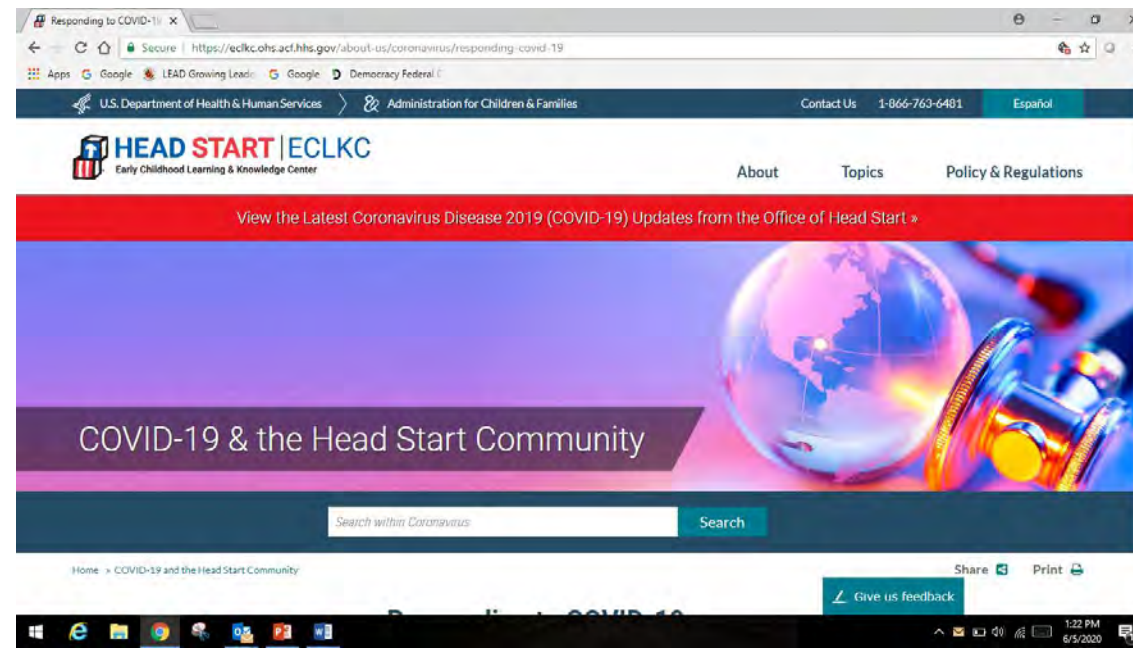 Responding to COVID-1
Secure | https://eclkc.ohs.acf.hhs.gov/about-us/coronavirus/responding-covid-19
Apps Google LEAD Growing Leade Google Democracy Federal
U.S. Department of Health & Human Services Administration for Children & Families Contact Us 1-866-763-6481 Español
HEAD START | ECLKC
Early Childhood Learning & Knowledge Center
About Topics Policy & Regulations
View the Latest Coronavirus Disease 2019 (COVID-19) Updates from the Office of Head Start »
COVID-19 & the Head Start Community
Search within Coronavirus Search
Home > COVID-19 and the Head Start Community Share Print
Give us feedback
Responding to COVID-19
1:22 PM
6/5/2020